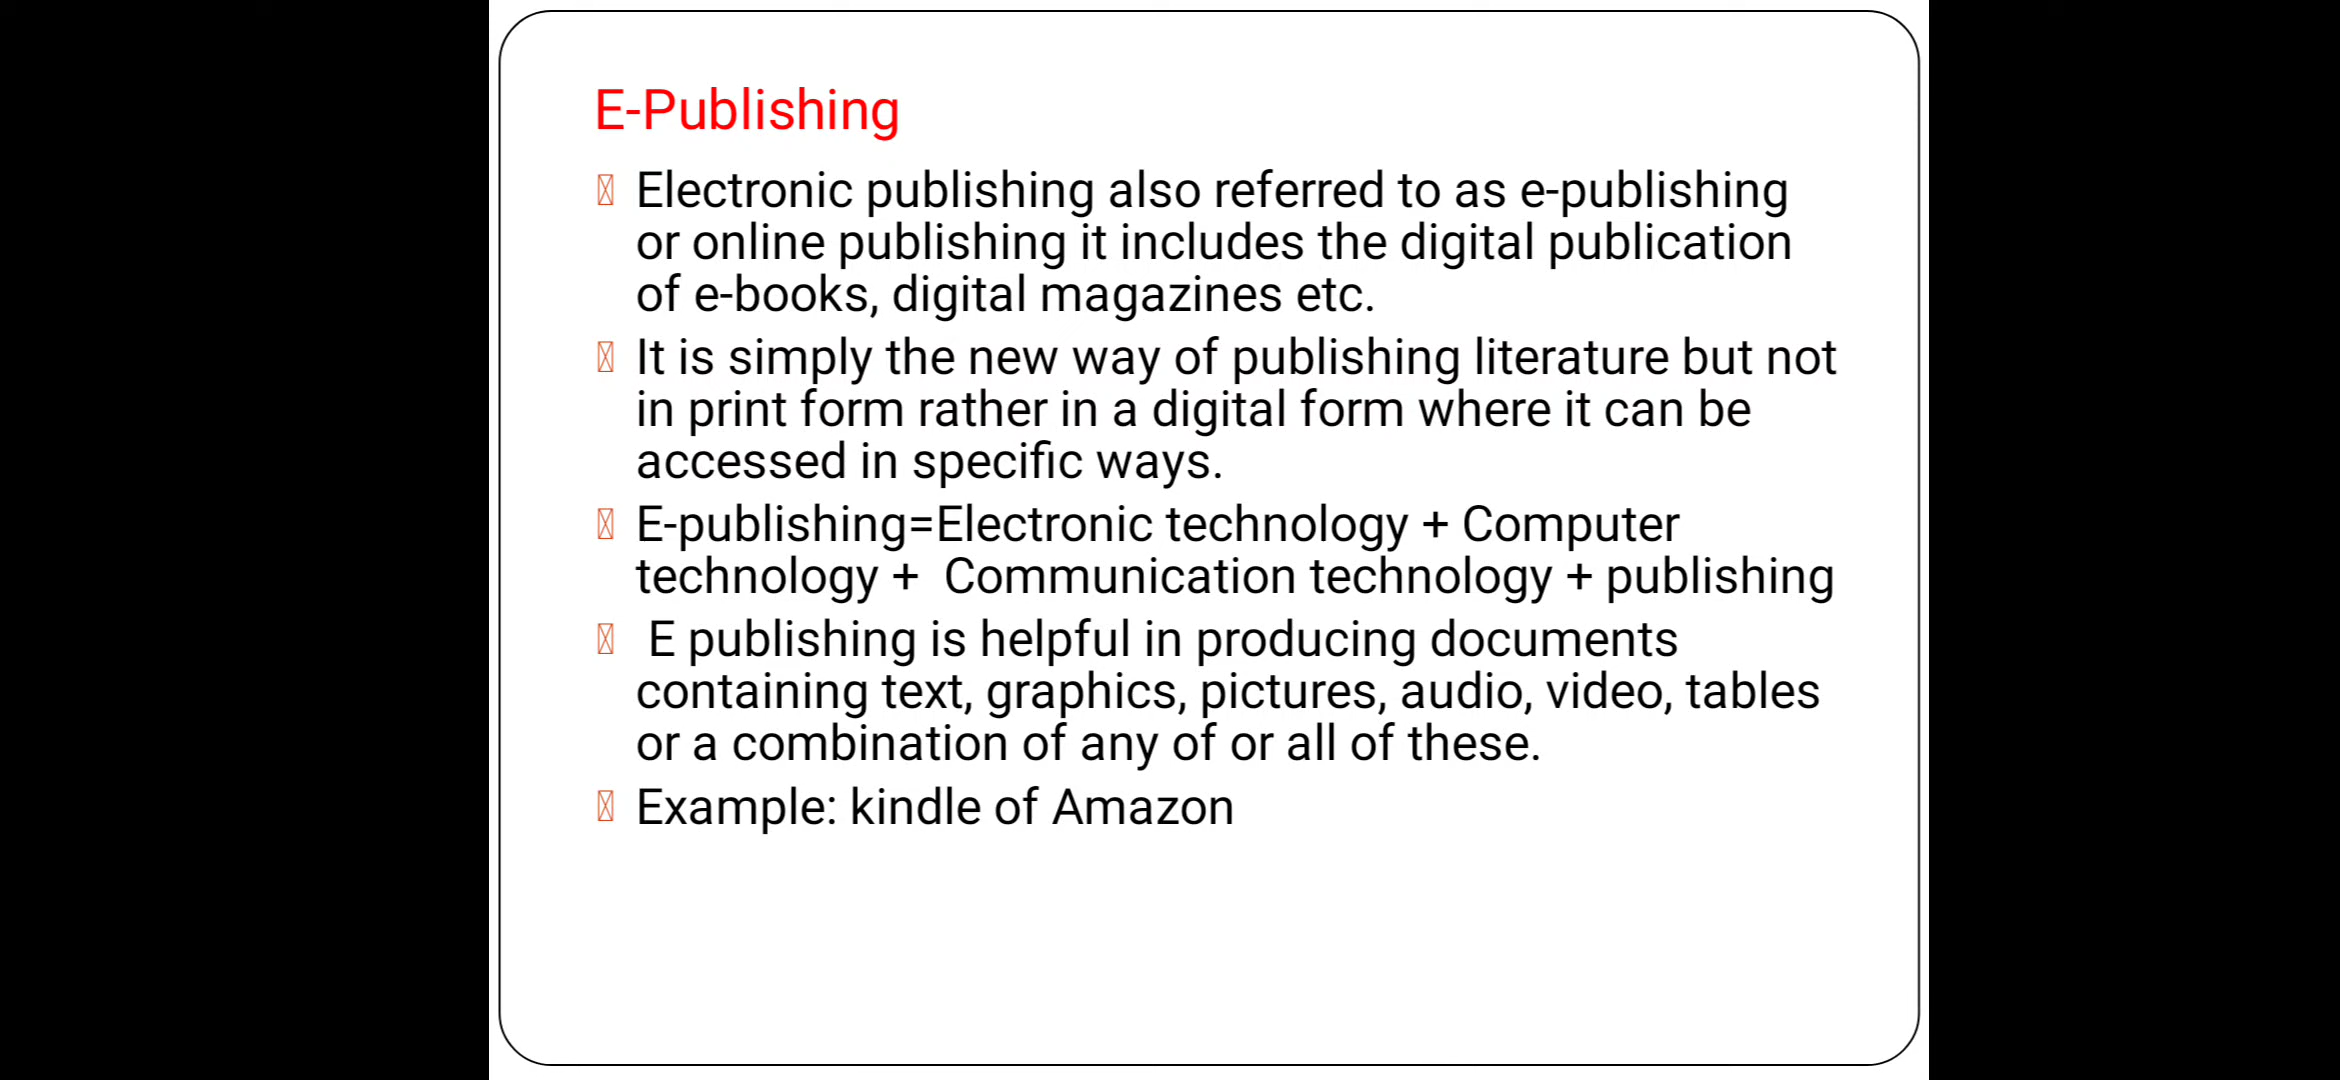 E-Publishing
Electronic publishing also referred to as e-publishing
or online publishing it includes the digital publication
of e-books, digital magazines etc.
It is simply the new way of publishing literature but not
in print form rather in a digital form where it can be
accessed in specific ways.
E-publishing=Electronic technology + Computer
technology +  Communication technology + publishing
E publishing is helpful in producing documents
containing text, graphics, pictures, audio, video, tables
or a combination of any of or all of these.
Example: kindle of Amazon